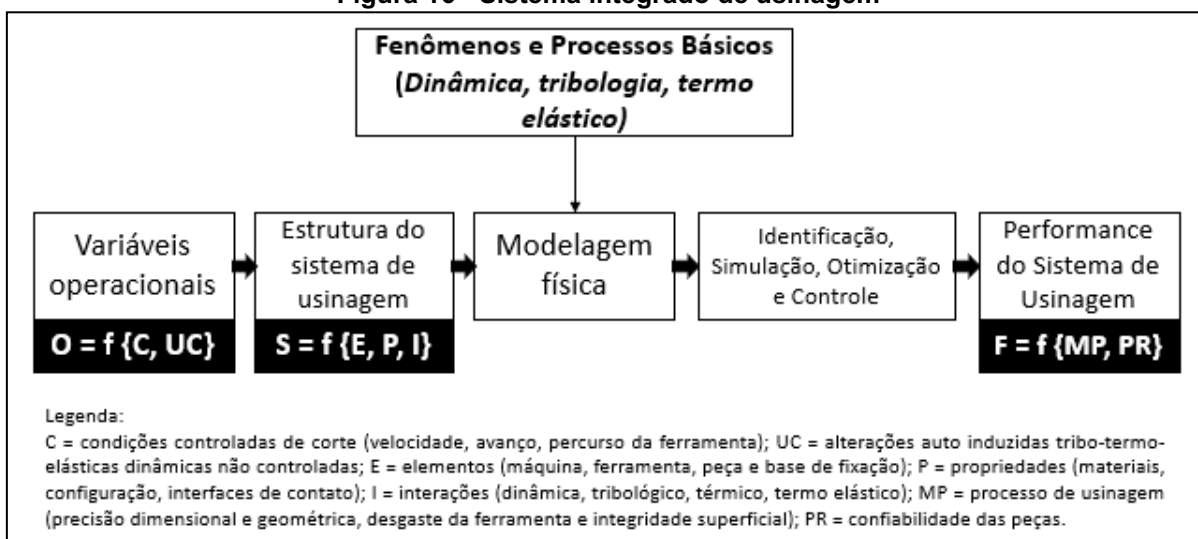 Figura 10 - Sistema integrado de usinagem
Fenômenos e Processos Básicos
(Dinâmica, tribologia, termo
elástico)
Variáveis
operacionais
O = f {C, UC}
Estrutura do
sistema de
usinagem
S = f {E, P, I}
Modelagem
física
Identificação,
Simulação, Otimização
e Controle
Performance
do Sistema de
Usinagem
F = f {MP, PR}
Legenda:
C = condições controladas de corte (velocidade, avanço, percurso da ferramenta); UC = alterações auto induzidas tribo-termo-
elásticas dinâmicas não controladas; E = elementos (máquina, ferramenta, peça e base de fixação); P = propriedades (materiais,
configuração, interfaces de contato); I = interações (dinâmica, tribológico, térmico, termo elástico); MP = processo de usinagem
(precisão dimensional e geométrica, desgaste da ferramenta e integridade superficial); PR = confiabilidade das peças.